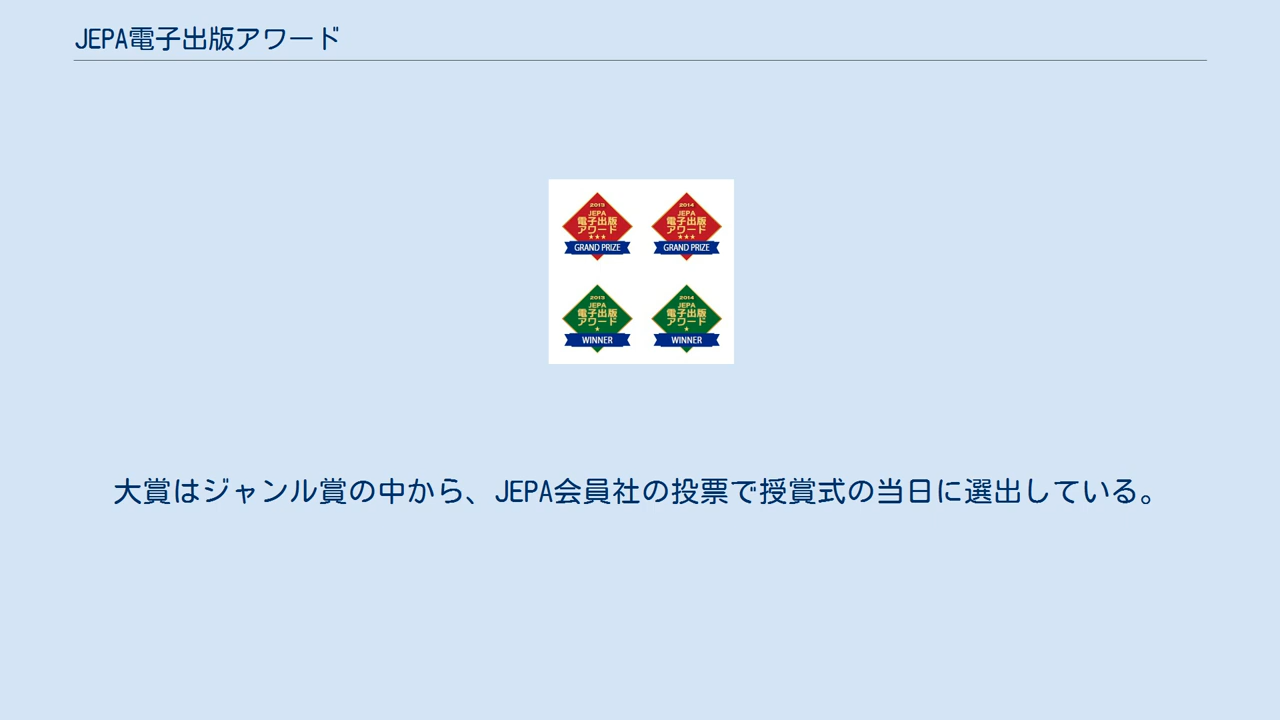 JEPA電子出版アワード
2013
JEPA
電子出版
アワード
GRAND PRIZE
2014
JEPA
電子出版
アワード
GRAND PRIZE
2013
JEPA
電子出版
アワード
WINNER
2014
JEPA
電子出版
アワード
WINNER
大賞はジャンル賞の中から、JEPA会員社の投票で授賞式の当日に選出している。